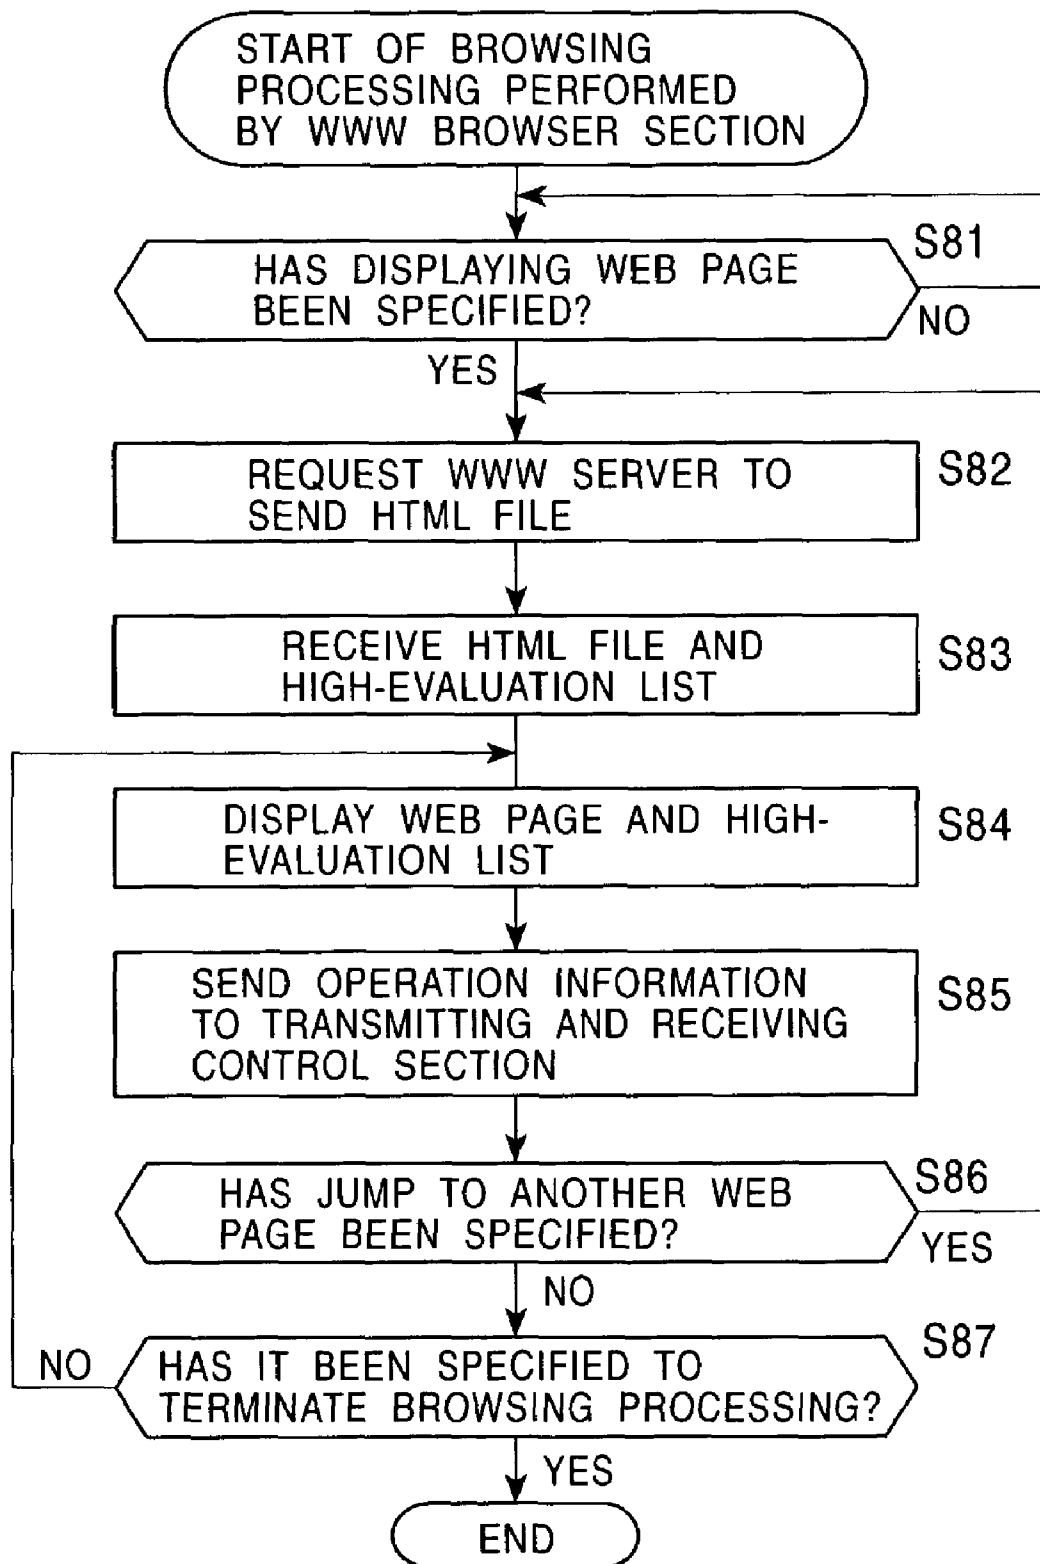 START OF BROWSING
PROCESSING PERFORMED
BY WWW BROWSER SECTION
S81
HAS DISPLAYING WEB PAGE
BEEN SPECIFIED?
NO
YES
S82
REQUEST WWW SERVER TO
SEND HTML FILE
S83
RECEIVE HTML FILE AND
HIGH-EVALUATION LIST
S84
DISPLAY WEB PAGE AND HIGH-
EVALUATION LIST
S85
SEND OPERATION INFORMATION
TO TRANSMITTING AND RECEIVING
CONTROL SECTION
S86
HAS JUMP TO ANOTHER WEB
PAGE BEEN SPECIFIED?
YES
NO
S87
NO
HAS IT BEEN SPECIFIED TO
TERMINATE BROWSING PROCESSING?
YES
END